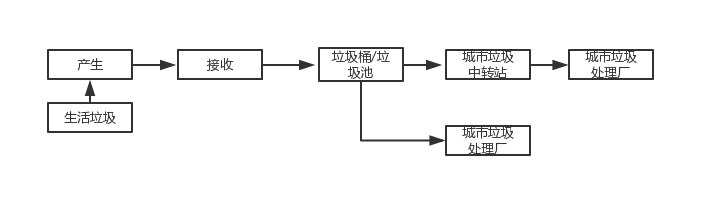 产生
接收
垃圾桶/垃
圾池
城市垃圾
中转站
城市垃圾
处理厂
生活垃圾
城市垃圾
处理厂